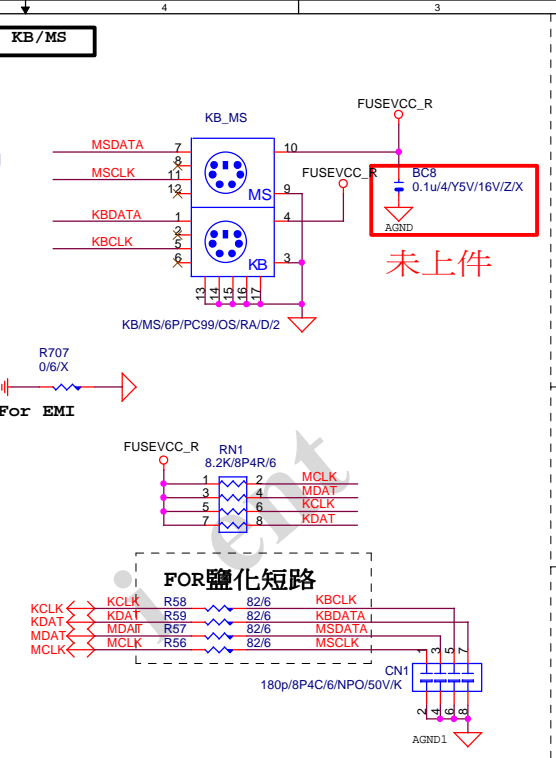 4
3
KB/MS
KB_MS
FUSEVCC_R
MSDATA
7
8
MSCLK
11
12
MS
10
9
FUSEVCC_R
BC8
0.1u/4/Y5V/16V/Z/X
AGND
未上件
KBDATA
1
2
KBCLK
5
6
KB
4
3
13
14
15
16
17
KB/MS/6P/PC99/OS/RA/D/2
R707
0/6/X
For EMI
FUSEVCC_R
RN1
8.2K/8P4R/6
1
2
MCLK
3
4
MDAT
5
6
KCLK
7
8
KDAT
FOR鹽化短路
KCLK
KCLK
R58
82/6
KBCLK
KDAT
KDAT
R59
82/6
KBDATA
MDAT
MDAT
R57
82/6
MSDATA
MCLK
MCLK
R56
82/6
MSCLK
1
3
5
7
CN1
180p/8P4C/6/NPO/50V/K
2
4
6
8
AGND1